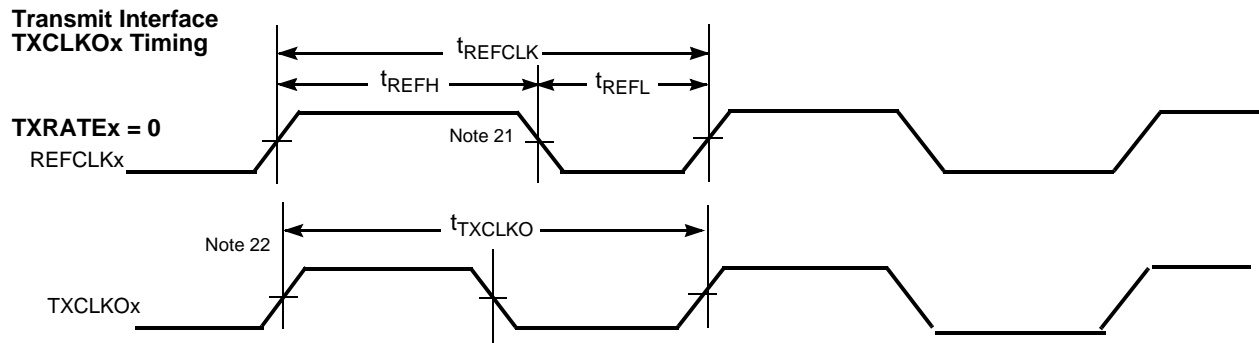 Transmit Interface
TXCLKOx Timing
tREFCLK
tREFH
tREFL
TXRATEx = 0
Note 21
REFCLKx
tTXCLKO
Note 22
TXCLKOx